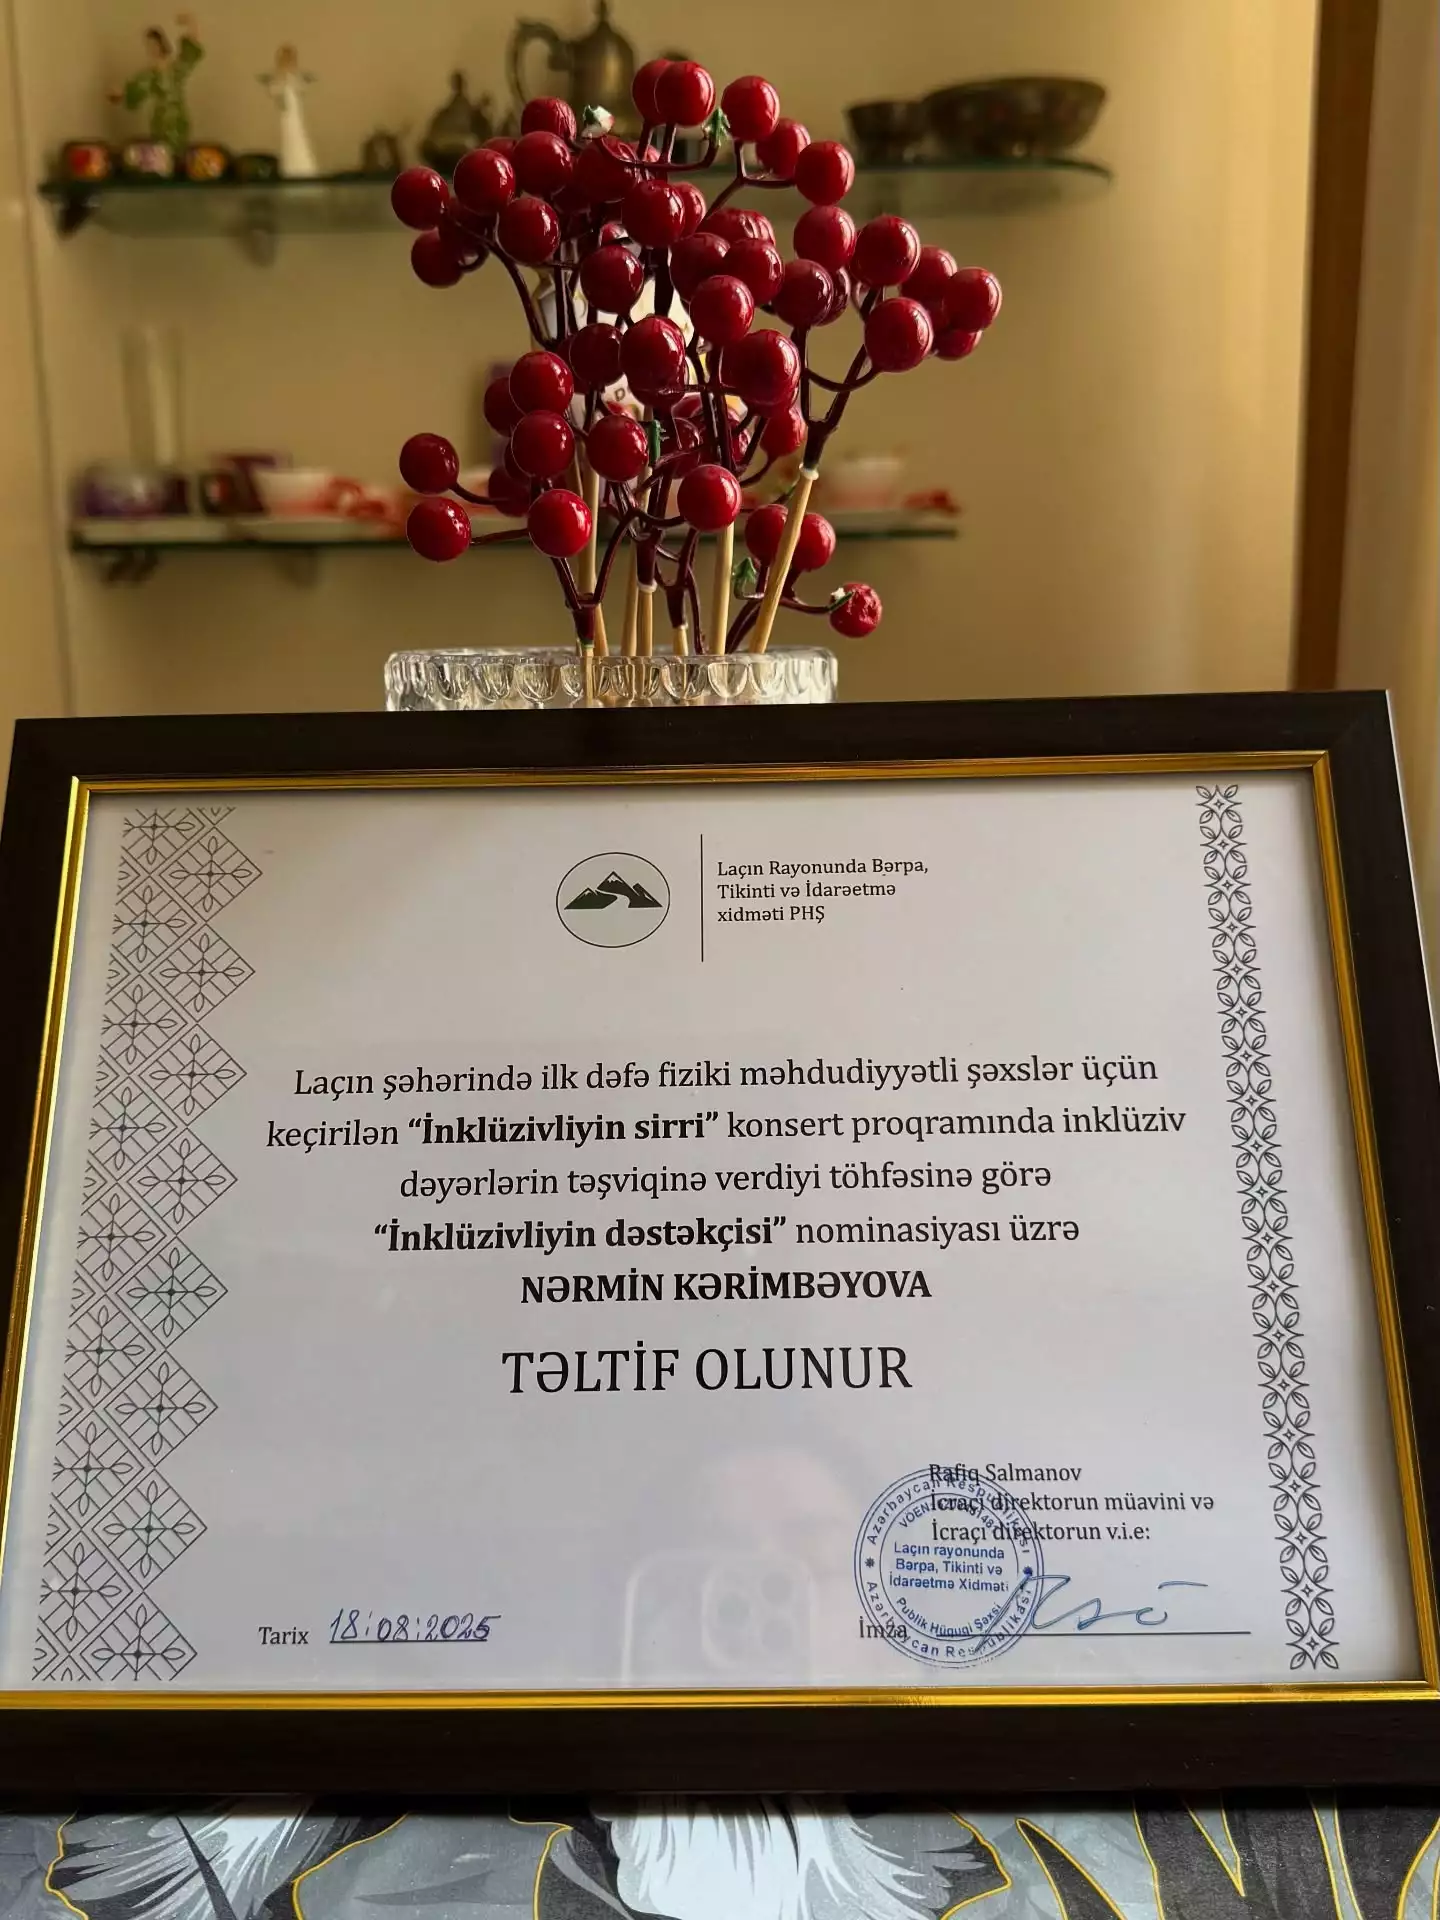 Laçın Rayonunda Bərpa,
Tikinti və İdarəetmə
xidməti PHŞ
Laçın şəhərində ilk dəfə fiziki məhdudiyyətli şəxslər üçün
keçirilən “İnklüzivliyin sirri” konsert proqramında inklüziv
dəyərlərin təşviqinə verdiyi töhfəsinə görə
“İnklüzivliyin dəstəkçisi” nominasiyası üzrə
NƏRMİN KƏRİMBƏYOVA
TƏLTİF OLUNUR
Rafiq Salmanov
İcraçı direktorun müavini və
İcraçı direktorun v.i.e:
Azərbaycan Respublikası
VÖEN
Laçın rayonunda
Bərpa, Tikinti və
İdarəetmə Xidməti
Publik Hüquqi Şəxsi
Azərbaycan Respublikası
Tarix 18:08:2025
İmza